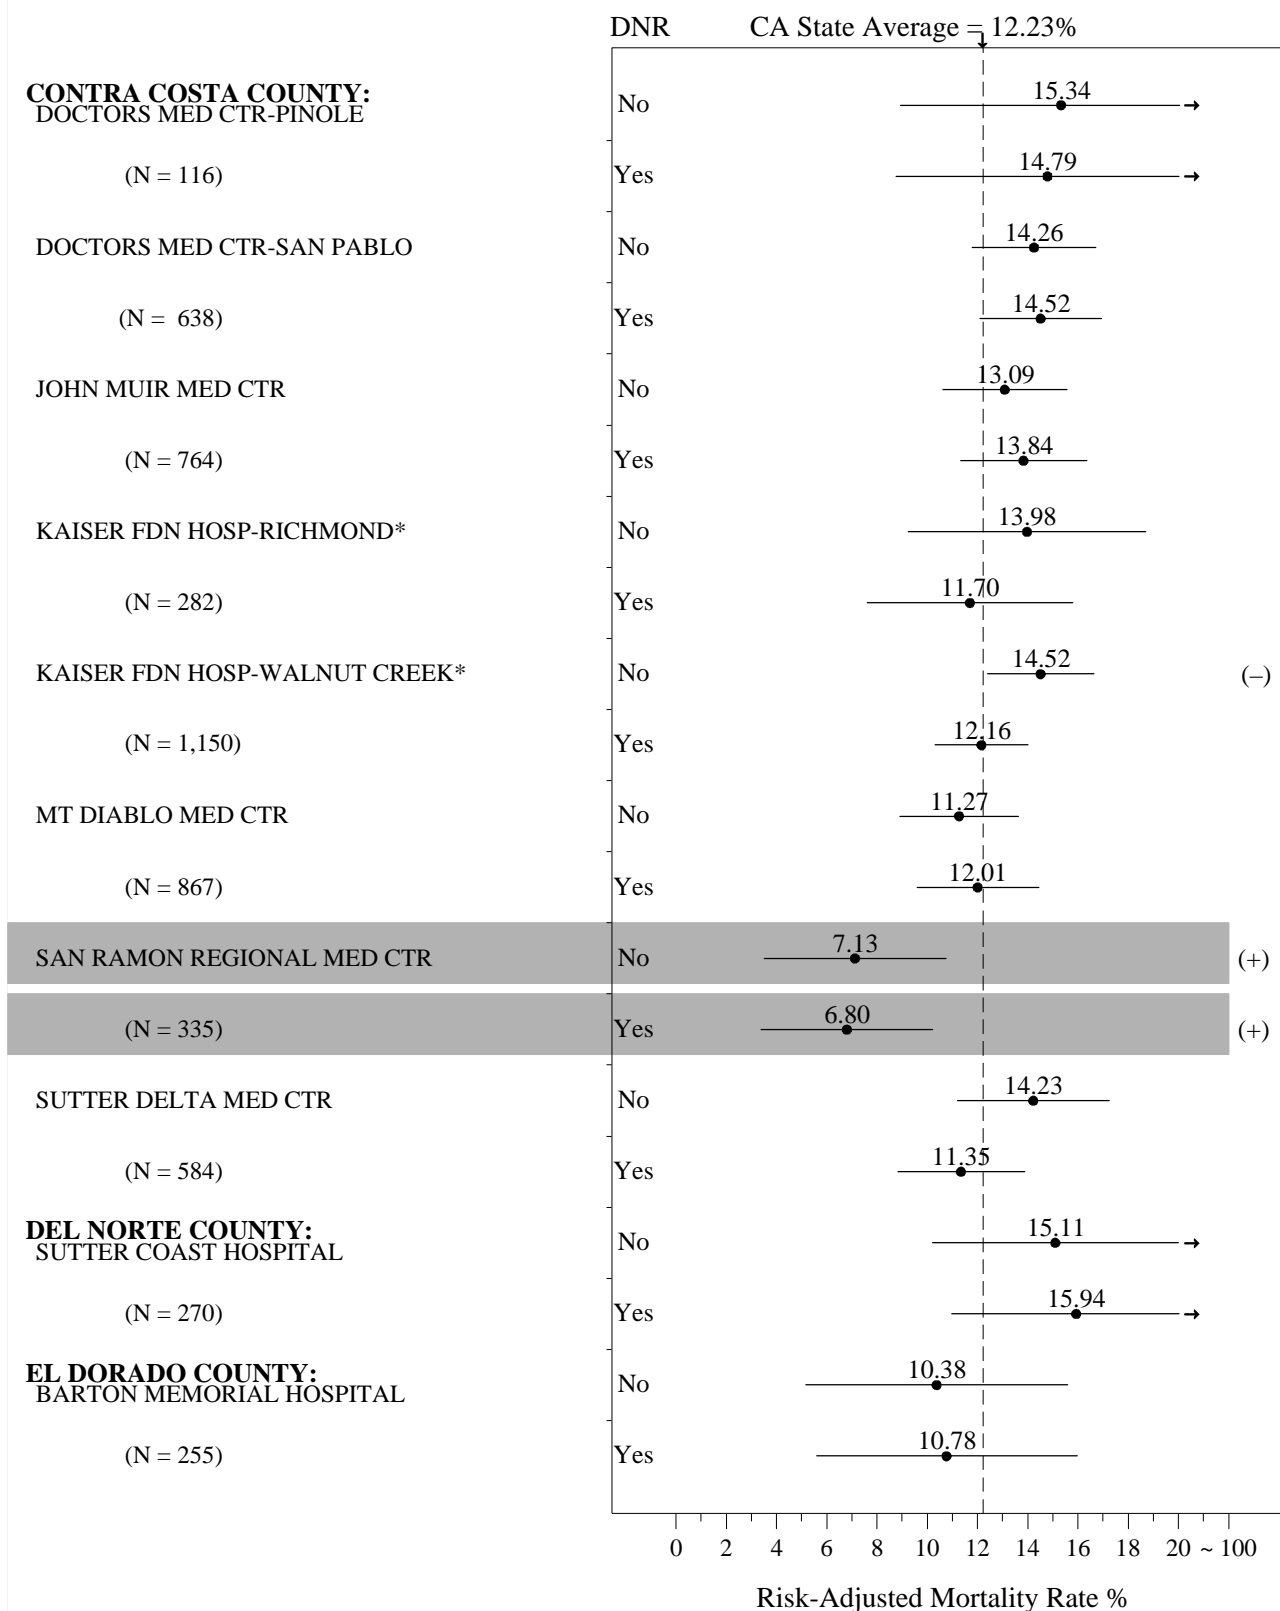 DNR CA State Average = 12.23%
CONTRA COSTA COUNTY:
DOCTORS MED CTR-PINOLE No 15.34
(N = 116) Yes 14.79
DOCTORS MED CTR-SAN PABLO No 14.26
(N = 638) Yes 14.52
JOHN MUIR MED CTR No 13.09
(N = 764) Yes 13.84
KAISER FDN HOSP-RICHMOND* No 13.98
(N = 282) Yes 11.70
KAISER FDN HOSP-WALNUT CREEK* No 14.52 (–)
(N = 1,150) Yes 12.16
MT DIABLO MED CTR No 11.27
(N = 867) Yes 12.01
SAN RAMON REGIONAL MED CTR No 7.13 (+)
(N = 335) Yes 6.80 (+)
SUTTER DELTA MED CTR No 14.23
(N = 584) Yes 11.35
DEL NORTE COUNTY:
SUTTER COAST HOSPITAL No 15.11
(N = 270) Yes 15.94
EL DORADO COUNTY:
BARTON MEMORIAL HOSPITAL No 10.38
(N = 255) Yes 10.78
0 2 4 6 8 10 12 14 16 18 20 ~ 100
Risk-Adjusted Mortality Rate %